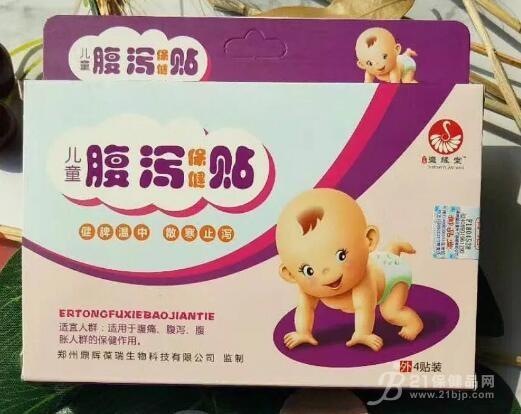 儿童腹泻保健贴
儿童腹泻保健贴
健脾温中 散寒止泻
ERTONGFUXIEBAOJIANTIE
适宜人群：适用于腹痛、腹泻、腹
胀人群的保健作用。
郑州鼎辉葆瑞生物科技有限公司 监制
外 4贴装
21保健品网
www.21bjp.com